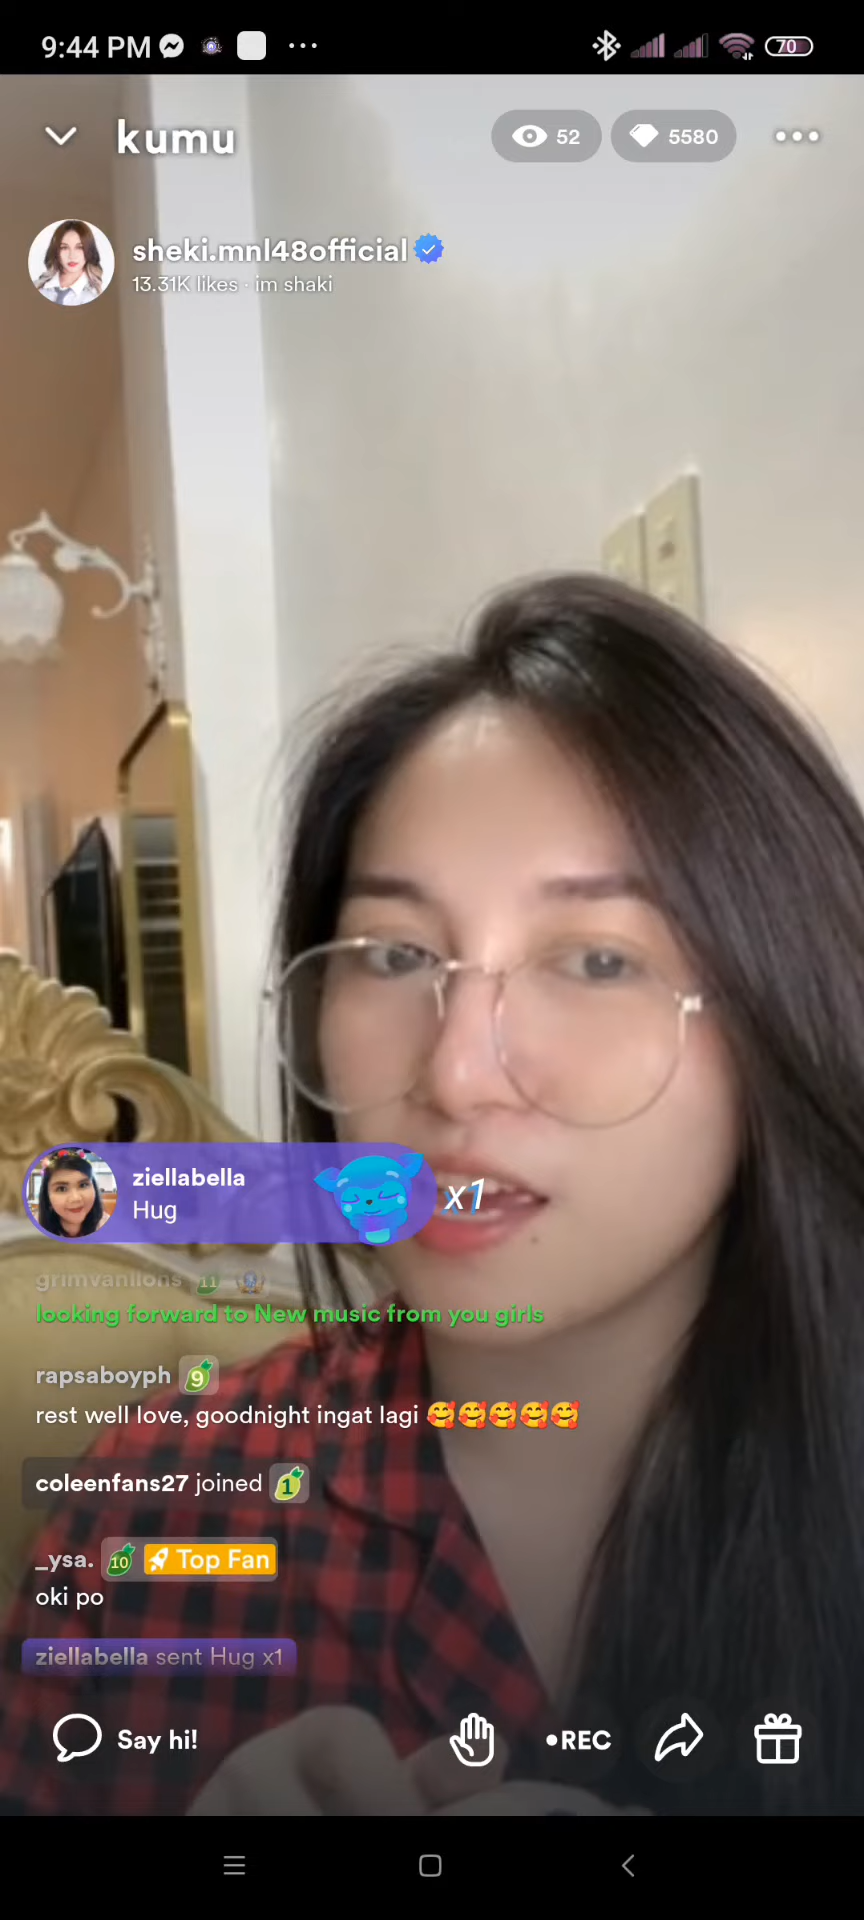 9:44 PM
70
kumu
52
5580
sheki.mnl48official
13.31K likes · im shaki
ziellabella
Hug
x1
grimvanlions 11
looking forward to New music from you girls
rapsaboyph 9
rest well love, goodnight ingat lagi 🥰🥰🥰🥰🥰
coleenfans27 joined 1
_ysa. 10 Top Fan
oki po
ziellabella sent Hug x1
Say hi!
•REC